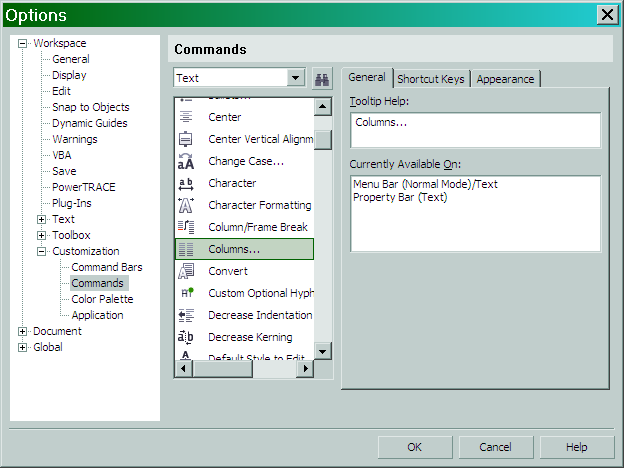 Options
Workspace
General
Display
Edit
Snap to Objects
Dynamic Guides
Warnings
VBA
Save
PowerTRACE
Plug-Ins
Text
Toolbox
Customization
Command Bars
Commands
Color Palette
Application
Document
Global
Commands
Text
Center
Center Vertical Alignm
Change Case...
Character
Character Formatting
Column/Frame Break
Columns...
Convert
Custom Optional Hyph
Decrease Indentation
Decrease Kerning
Default Style to Edit
General
Shortcut Keys
Appearance
Tooltip Help:
Columns...
Currently Available On:
Menu Bar (Normal Mode)/Text
Property Bar (Text)
OK
Cancel
Help